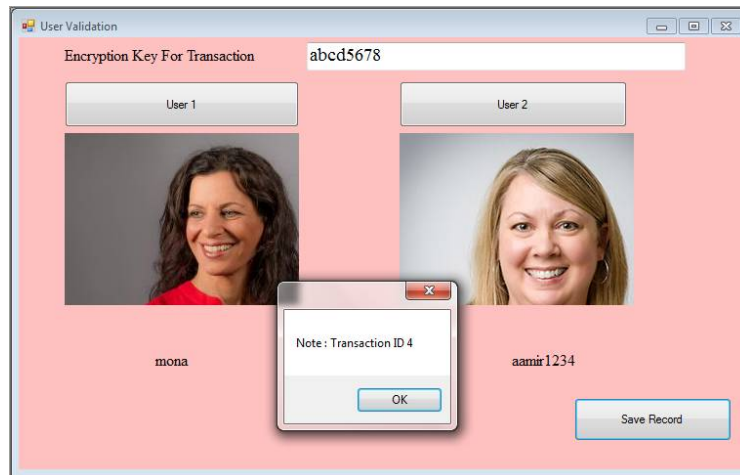 User Validation
Encryption Key For Transaction abcd5678
User 1 User 2
Note : Transaction ID 4
mona aamir1234
OK
Save Record